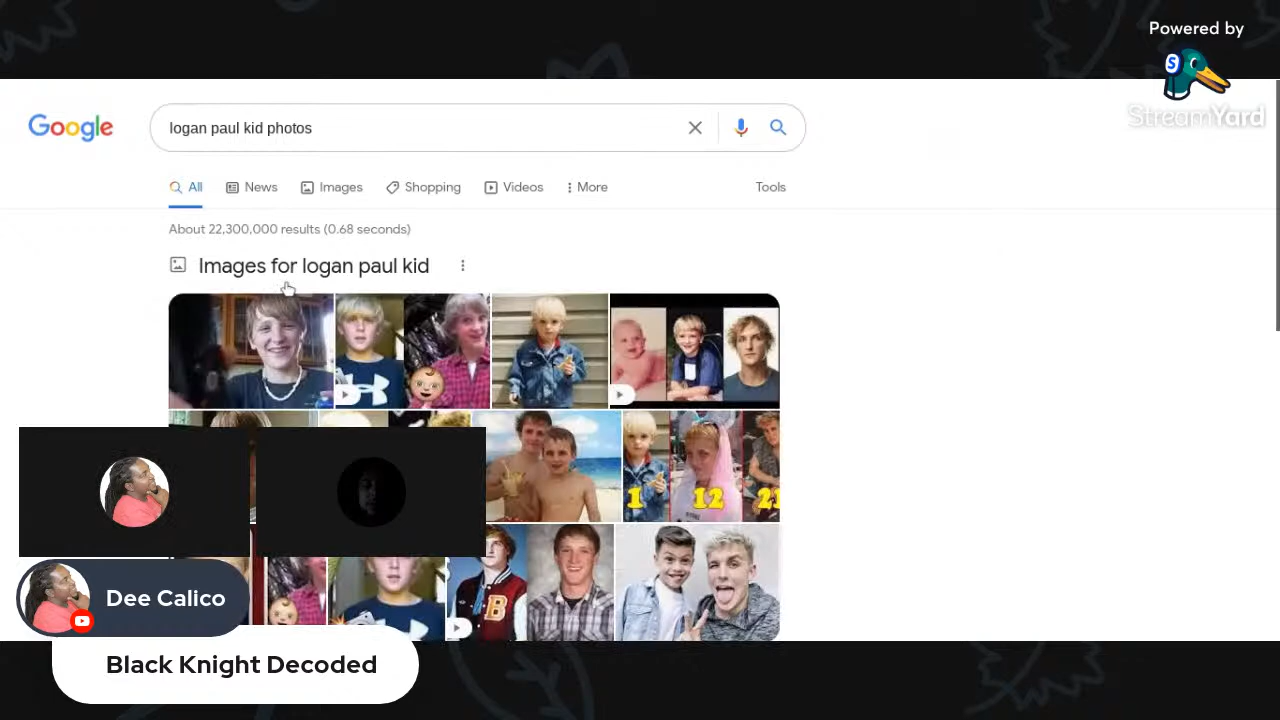 Powered by
StreamYard
Google
logan paul kid photos
All
News
Images
Shopping
Videos
More
Tools
About 22,300,000 results (0.68 seconds)
Images for logan paul kid
B
1
12
21
Dee Calico
Black Knight Decoded